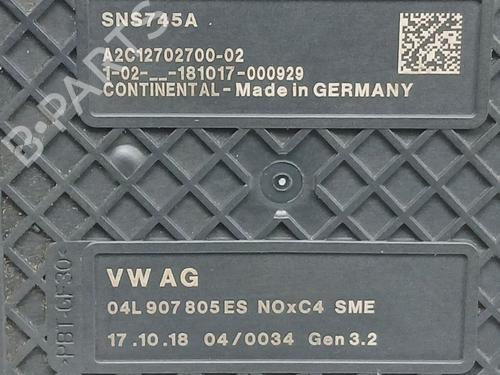 SNS745A
A2C12702700-02
1-02-__-181017-000929
CONTINENTAL-Made in GERMANY
B-PARTS
>PBT-GF30<
VW AG
04L 907 805 ES NOxC4 SME
17.10.18 04/0034 Gen 3.2